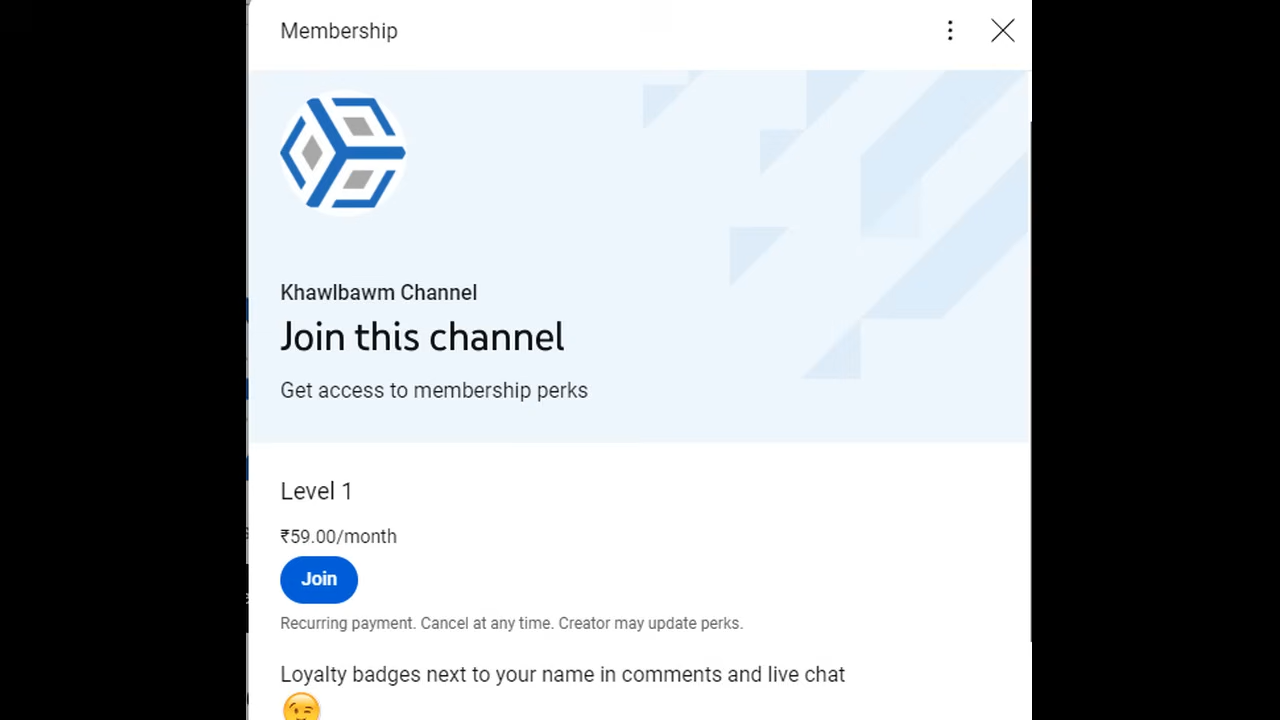 Membership
Khawlbawm Channel
Join this channel
Get access to membership perks
Level 1
₹59.00/month
Join
Recurring payment. Cancel at any time. Creator may update perks.
Loyalty badges next to your name in comments and live chat